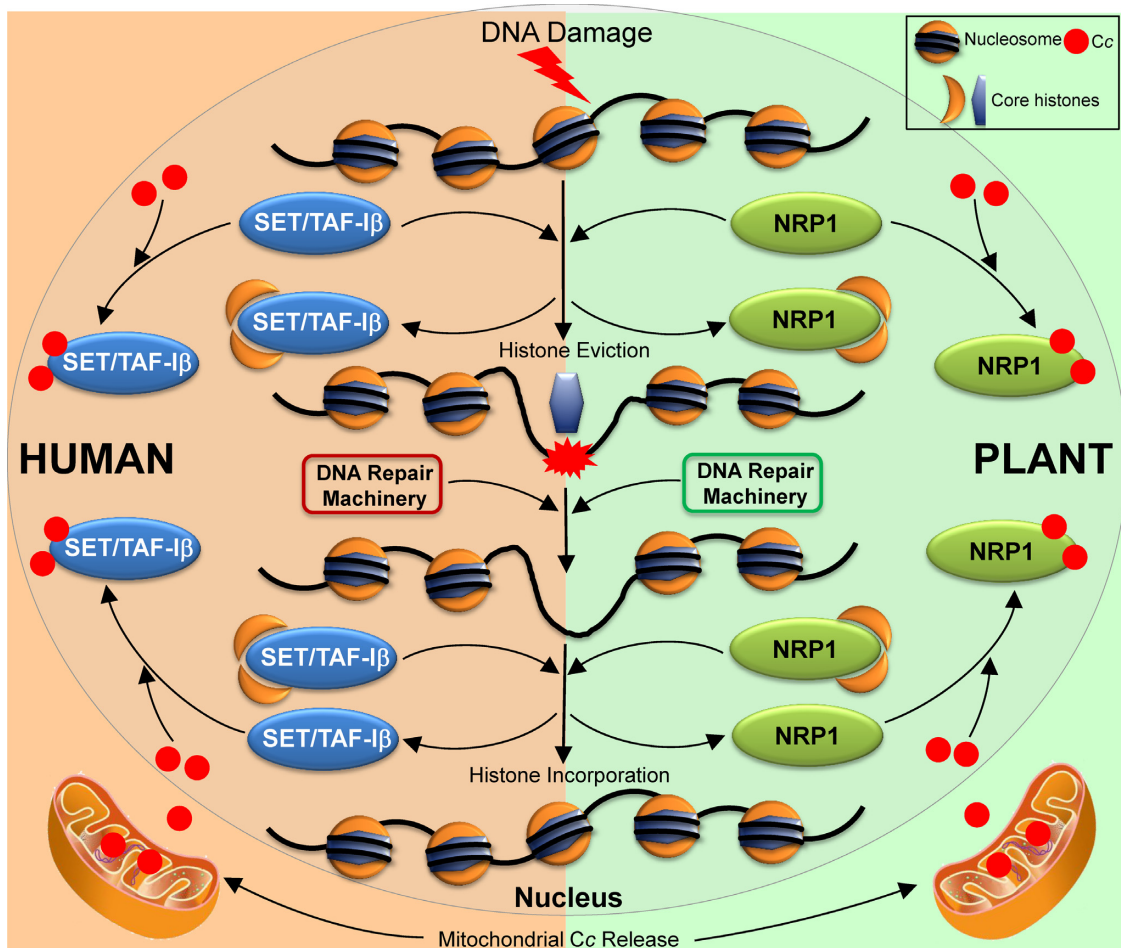 DNA Damage
Nucleosome
Cc
Core histones
SET/TAF-Iβ
NRP1
SET/TAF-Iβ
NRP1
Histone Eviction
SET/TAF-Iβ
NRP1
HUMAN
PLANT
DNA Repair
Machinery
DNA Repair
Machinery
SET/TAF-Iβ
NRP1
SET/TAF-Iβ
NRP1
SET/TAF-Iβ
NRP1
Histone Incorporation
Nucleus
Mitochondrial Cc Release